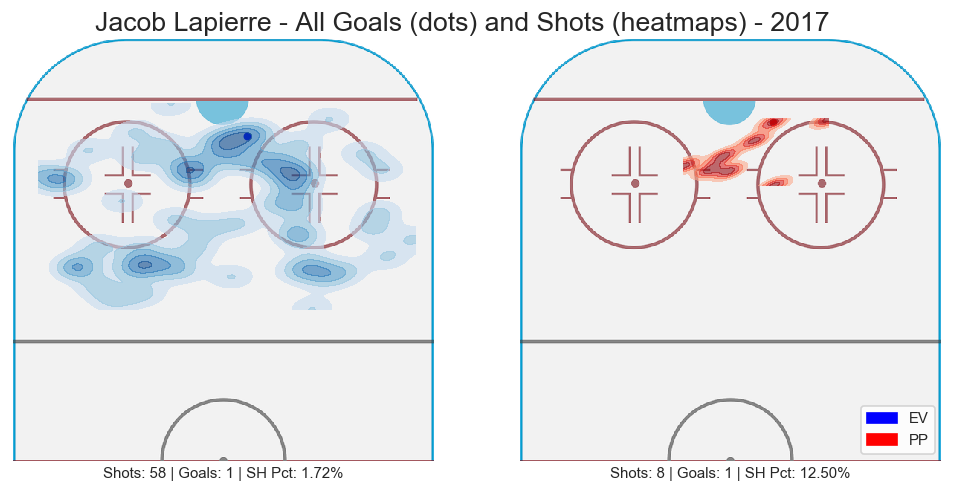 Jacob Lapierre - All Goals (dots) and Shots (heatmaps) - 2017
EV
PP
Shots: 58 | Goals: 1 | SH Pct: 1.72%
Shots: 8 | Goals: 1 | SH Pct: 12.50%